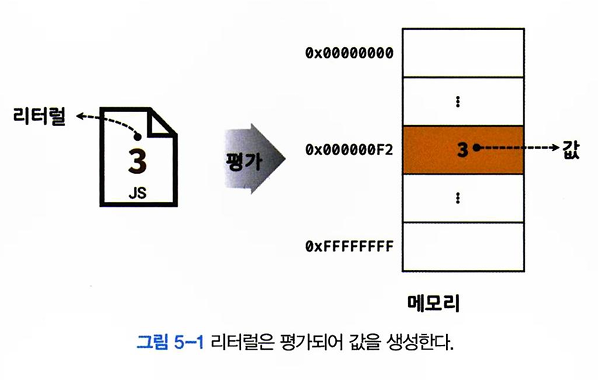 리터럴
3
JS
평가
0x00000000
⋮
0x000000F2
3
값
⋮
0xFFFFFFFF
메모리
그림 5-1 리터럴은 평가되어 값을 생성한다.